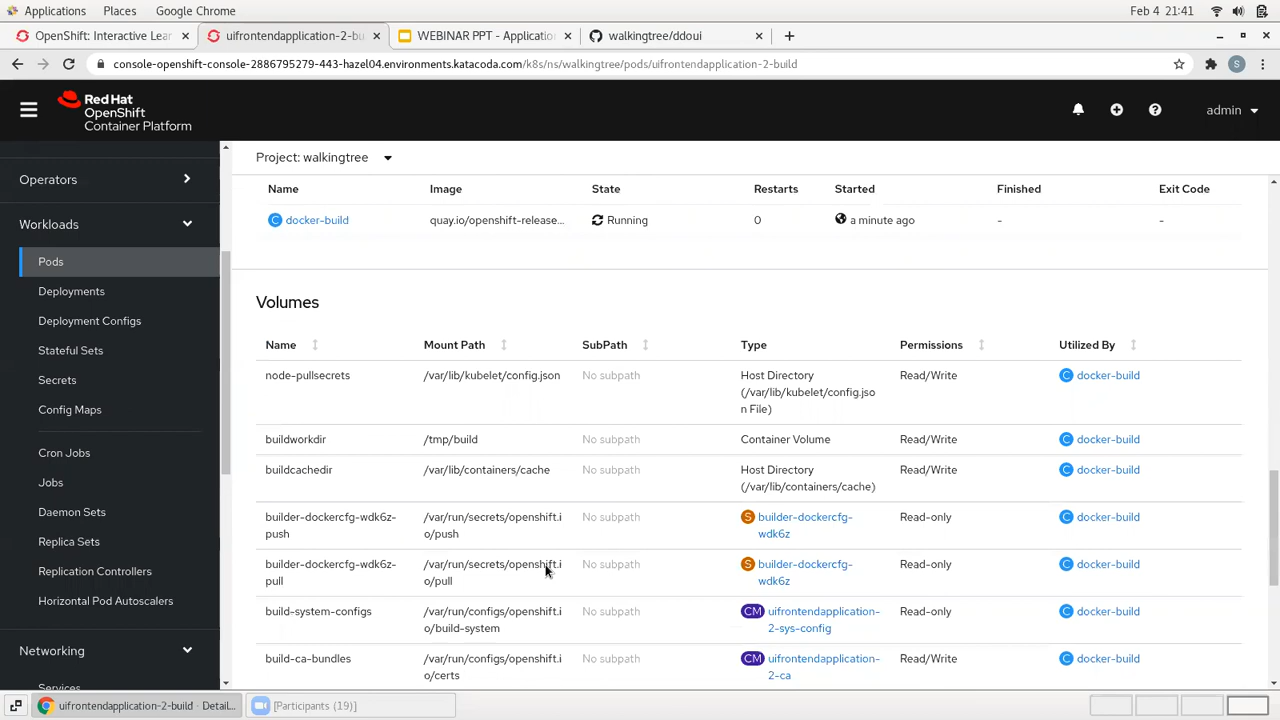 Applications Places Google Chrome Feb 4 21:41
OpenShift: Interactive Lear uifrontendapplication-2-bu WEBINAR PPT - Applicatio walkingtree/ddoui
console-openshift-console-2886795279-443-hazel04.environments.katacoda.com/k8s/ns/walkingtree/pods/uifrontendapplication-2-build S
Red Hat
OpenShift
Container Platform
admin
Project: walkingtree
Operators
Workloads
Pods
Deployments
Deployment Configs
Stateful Sets
Secrets
Config Maps
Cron Jobs
Jobs
Daemon Sets
Replica Sets
Replication Controllers
Horizontal Pod Autoscalers
Networking
Services
Name Image State Restarts Started Finished Exit Code
C docker-build quay.io/openshift-release... Running 0 a minute ago - -
Volumes
Name Mount Path SubPath Type Permissions Utilized By
node-pullsecrets /var/lib/kubelet/config.json No subpath Host Directory Read/Write C docker-build
(/var/lib/kubelet/config.jso
n File)
buildworkdir /tmp/build No subpath Container Volume Read/Write C docker-build
buildcachedir /var/lib/containers/cache No subpath Host Directory Read/Write C docker-build
(/var/lib/containers/cache)
builder-dockercfg-wdk6z- /var/run/secrets/openshift.i No subpath S builder-dockercfg- Read-only C docker-build
push o/push wdk6z
builder-dockercfg-wdk6z- /var/run/secrets/openshift.i No subpath S builder-dockercfg- Read-only C docker-build
pull o/pull wdk6z
build-system-configs /var/run/configs/openshift.i No subpath CM uifrontendapplication- Read-only C docker-build
o/build-system 2-sys-config
build-ca-bundles /var/run/configs/openshift.i No subpath CM uifrontendapplication- Read/Write C docker-build
o/certs 2-ca
uifrontendapplication-2-build · Detail... [Participants (19)]